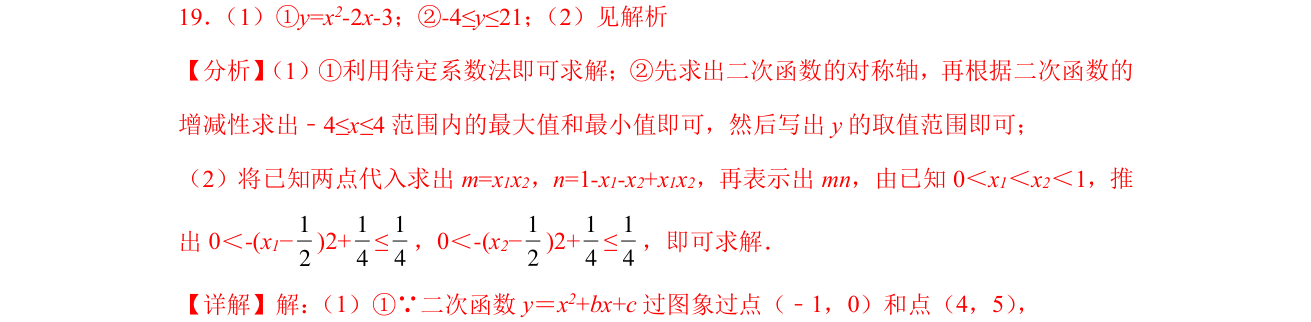 19.（1）①y=x²-2x-3；②-4≤y≤21；（2）见解析
【分析】（1）①利用待定系数法即可求解；②先求出二次函数的对称轴，再根据二次函数的
增减性求出﹣4≤x≤4 范围内的最大值和最小值即可，然后写出 y 的取值范围即可；
（2）将已知两点代入求出 m=x₁x₂，n=1-x₁-x₂+x₁x₂，再表示出 mn，由已知 0＜x₁＜x₂＜1，推
出 0＜-(x₁−1/2)2+1/4≤1/4，0＜-(x₂−1/2)2+1/4≤1/4，即可求解．
【详解】解：（1）①∵二次函数 y＝x²+bx+c 过图象过点（﹣1，0）和点（4，5），